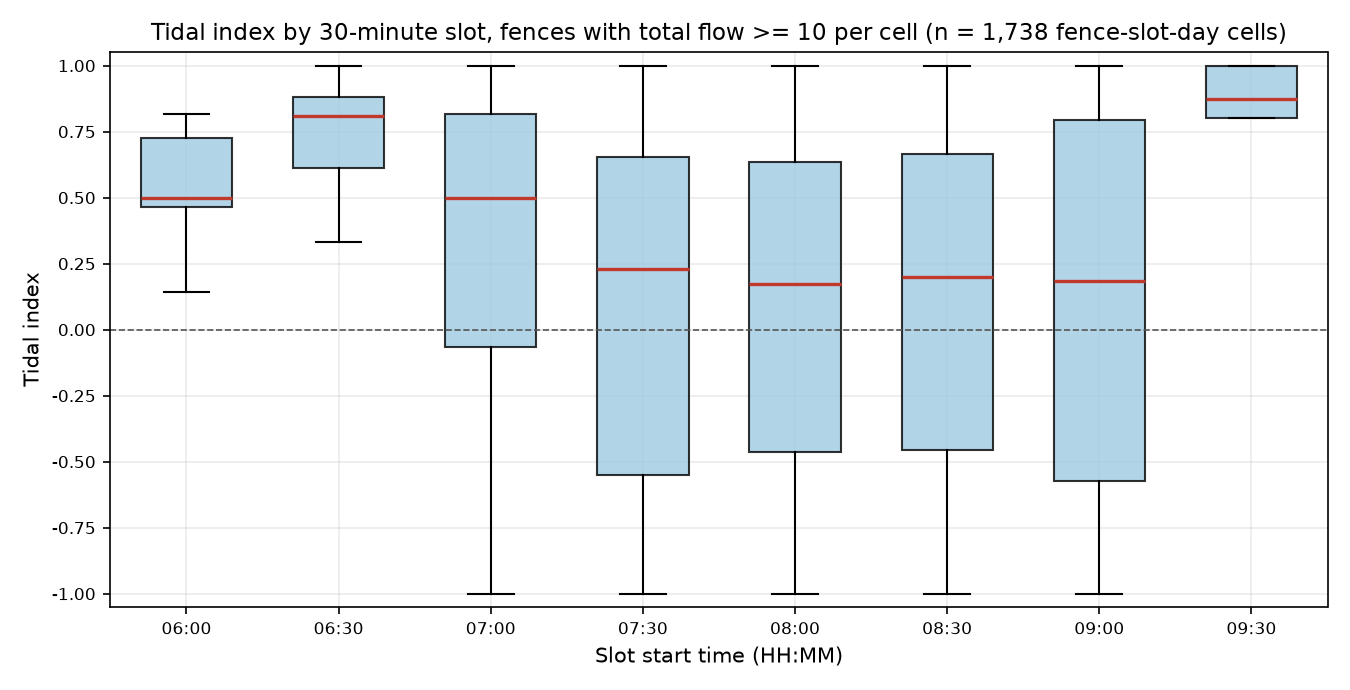 Tidal index by 30-minute slot, fences with total flow >= 10 per cell (n = 1,738 fence-slot-day cells)
Tidal index
1.00
0.75
0.50
0.25
0.00
-0.25
-0.50
-0.75
-1.00
06:00 06:30 07:00 07:30 08:00 08:30 09:00 09:30
Slot start time (HH:MM)